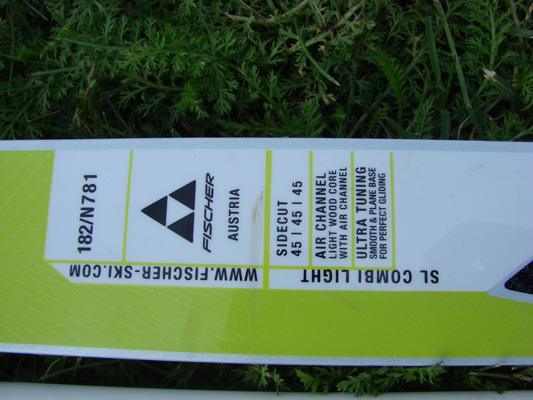 182/N781
FISCHER
AUSTRIA
SIDECUT
45 | 45 | 45
AIR CHANNEL
LIGHT WOOD CORE
WITH AIR CHANNEL
ULTRA TUNING
SMOOTH & PLANE BASE
FOR PERFECT GLIDING
WWW.FISCHER-SKI.COM
SL COMBI LIGHT